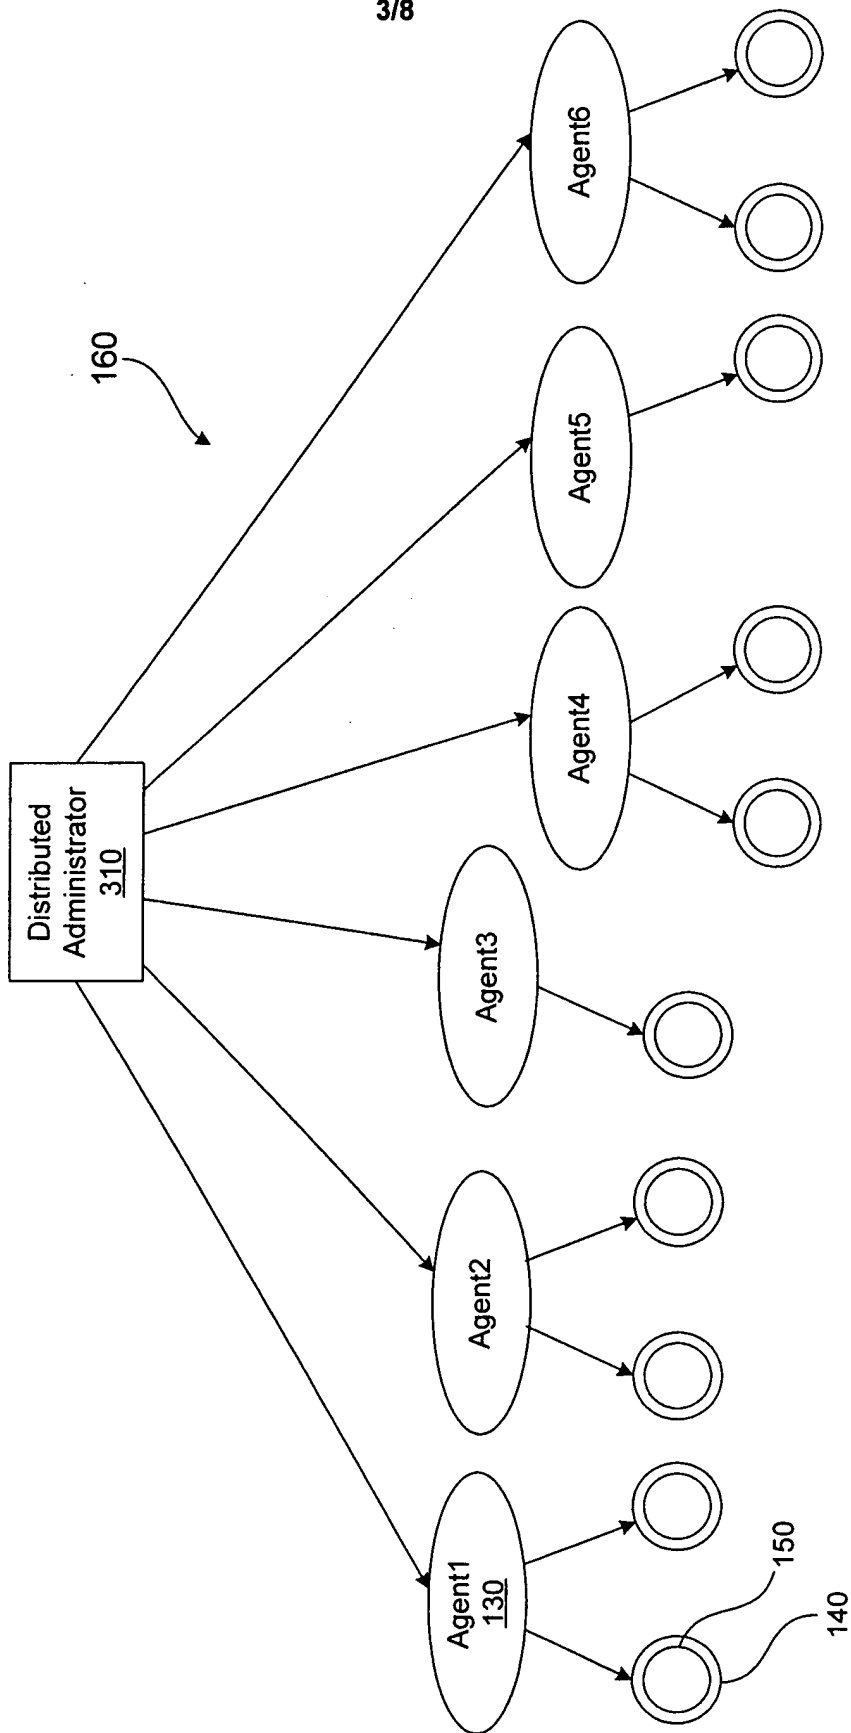 3/8
160
Distributed
Administrator
310
Agent1
130
Agent2
Agent3
Agent4
Agent5
Agent6
150
140